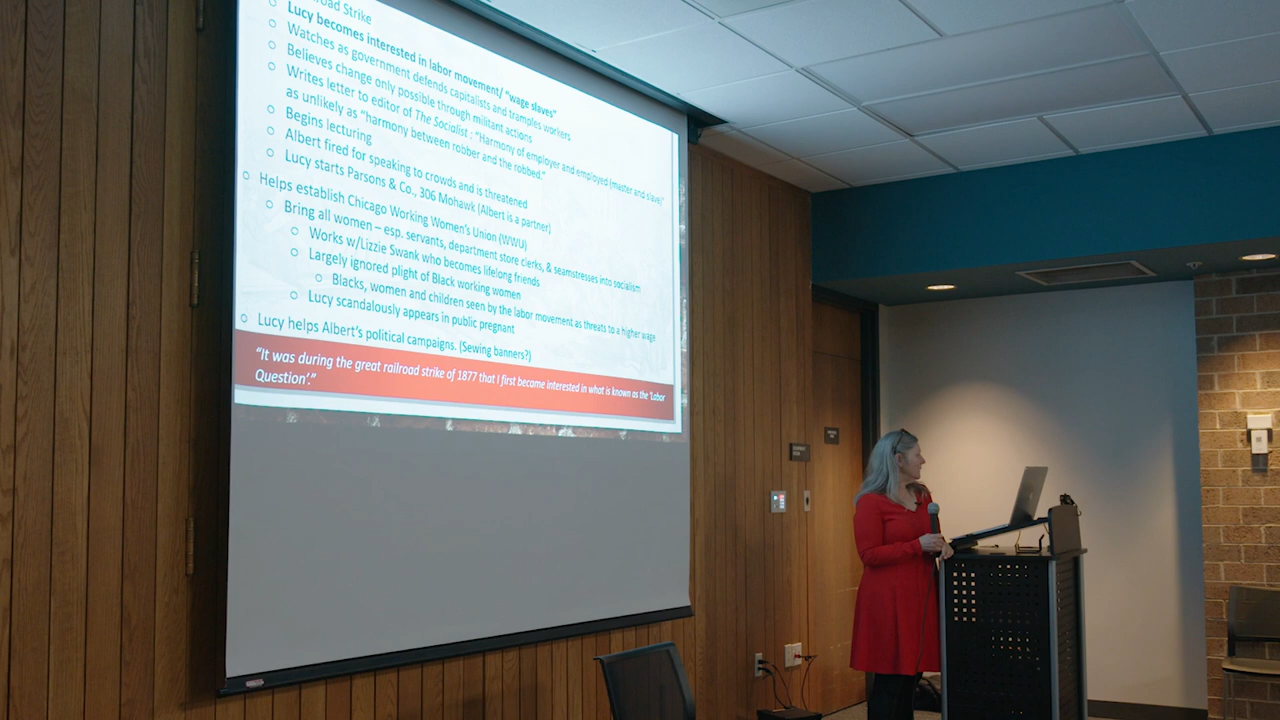 Railroad Strike
○ Lucy becomes interested in labor movement/ "wage slaves"
○ Watches as government defends capitalists and tramples workers
○ Believes change only possible through militant actions
○ Writes letter to editor of The Socialist : "Harmony of employer and employed (master and slave)
as unlikely as "harmony between robber and the robbed."
○ Begins lecturing
○ Albert fired for speaking to crowds and is threatened
○ Lucy starts Parsons & Co., 306 Mohawk (Albert is a partner)
○ Helps establish Chicago Working Women's Union (WWU)
○ Bring all women – esp. servants, department store clerks, & seamstresses into socialism
○ Works w/Lizzie Swank who becomes lifelong friends
○ Largely ignored plight of Black working women
○ Blacks, women and children seen by the labor movement as threats to a higher wage
○ Lucy scandalously appears in public pregnant
○ Lucy helps Albert's political campaigns. (Sewing banners?)
"It was during the great railroad strike of 1877 that I first became interested in what is known as the 'Labor
Question'."